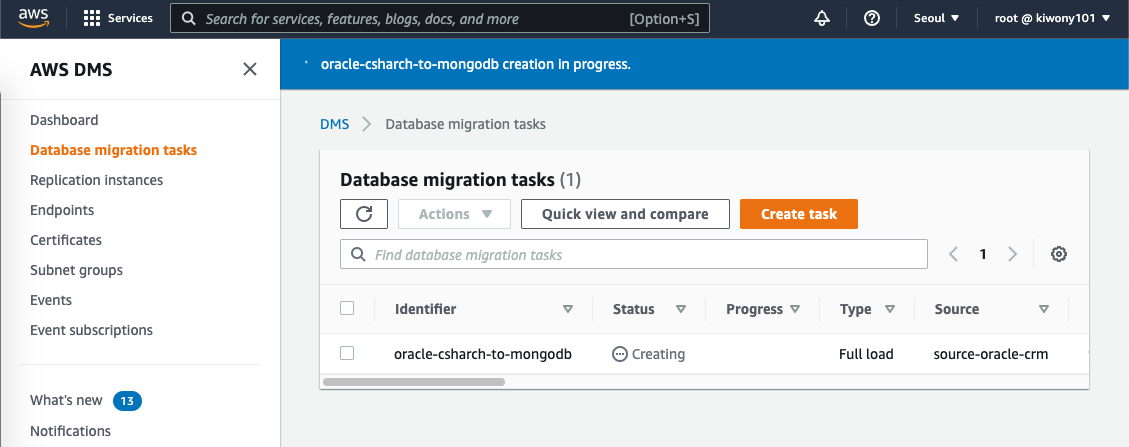 aws Services Search for services, features, blogs, docs, and more [Option+S] Seoul ▼ root @ kiwony101 ▼
AWS DMS
Dashboard
Database migration tasks
Replication instances
Endpoints
Certificates
Subnet groups
Events
Event subscriptions
What's new 13
Notifications
oracle-csharch-to-mongodb creation in progress.
DMS > Database migration tasks
Database migration tasks (1)
Actions ▼ Quick view and compare Create task
Find database migration tasks 1
Identifier Status Progress Type Source
oracle-csharch-to-mongodb Creating Full load source-oracle-crm